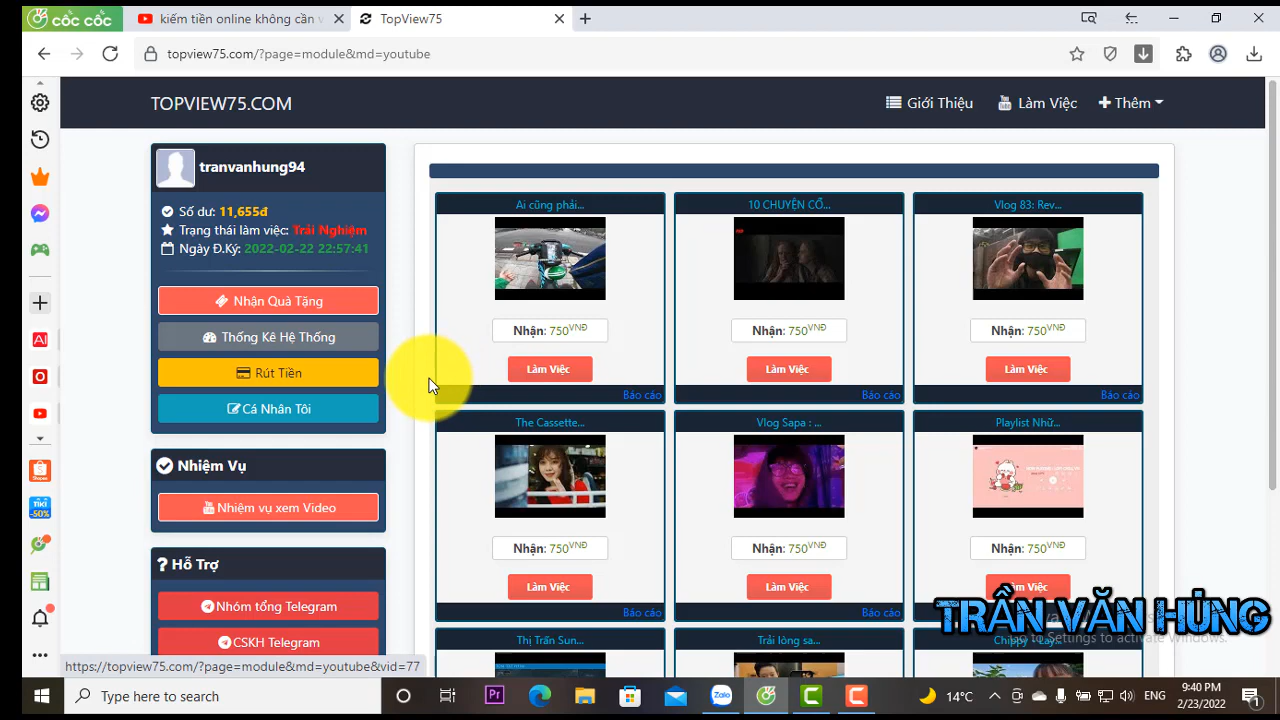 cốc cốc
kiếm tiền online không cần v
TopView75
topview75.com/?page=module&md=youtube
TOPVIEW75.COM
Giới Thiệu
Làm Việc
Thêm
tranvanhung94
Số dư: 11,655đ
Trạng thái làm việc: Trải Nghiệm
Ngày Đ.Ký: 2022-02-22 22:57:41
Nhận Quà Tặng
Thống Kê Hệ Thống
Rút Tiền
Cá Nhân Tôi
Nhiệm Vụ
Nhiệm vụ xem Video
Hỗ Trợ
Nhóm tổng Telegram
CSKH Telegram
Ai cũng phải...
Nhận: 750VNĐ
Làm Việc
Báo cáo
10 CHUYỆN CỔ...
Nhận: 750VNĐ
Làm Việc
Báo cáo
Vlog 83: Rev...
Nhận: 750VNĐ
Làm Việc
Báo cáo
The Cassette...
Nhận: 750VNĐ
Làm Việc
Báo cáo
Vlog Sapa : ...
Nhận: 750VNĐ
Làm Việc
Báo cáo
Playlist Nhữ...
Nhận: 750VNĐ
Làm Việc
Thị Trấn Sun...
Trải lòng sa...
TRẦN VĂN HÙNG
Go to Settings to activate Windows.
https://topview75.com/?page=module&md=youtube&vid=77
Type here to search
14°C
ENG
9:40 PM
2/23/2022